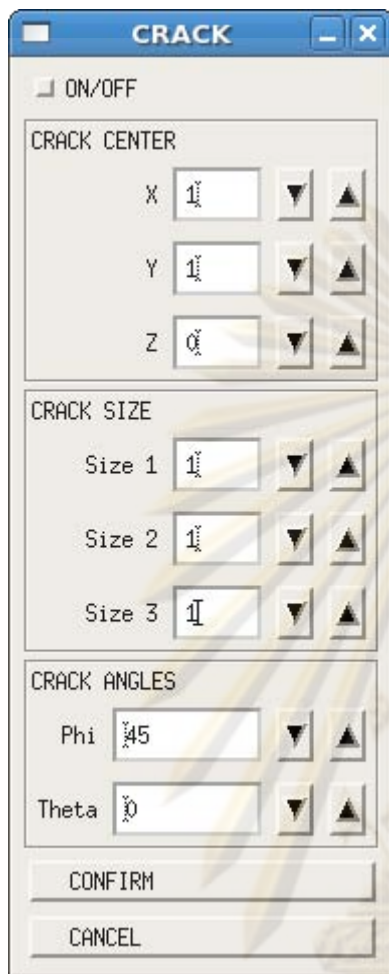 CRACK
ON/OFF
CRACK CENTER
X 1
Y 1
Z 0
CRACK SIZE
Size 1 1
Size 2 1
Size 3 1
CRACK ANGLES
Phi 45
Theta 0
CONFIRM
CANCEL